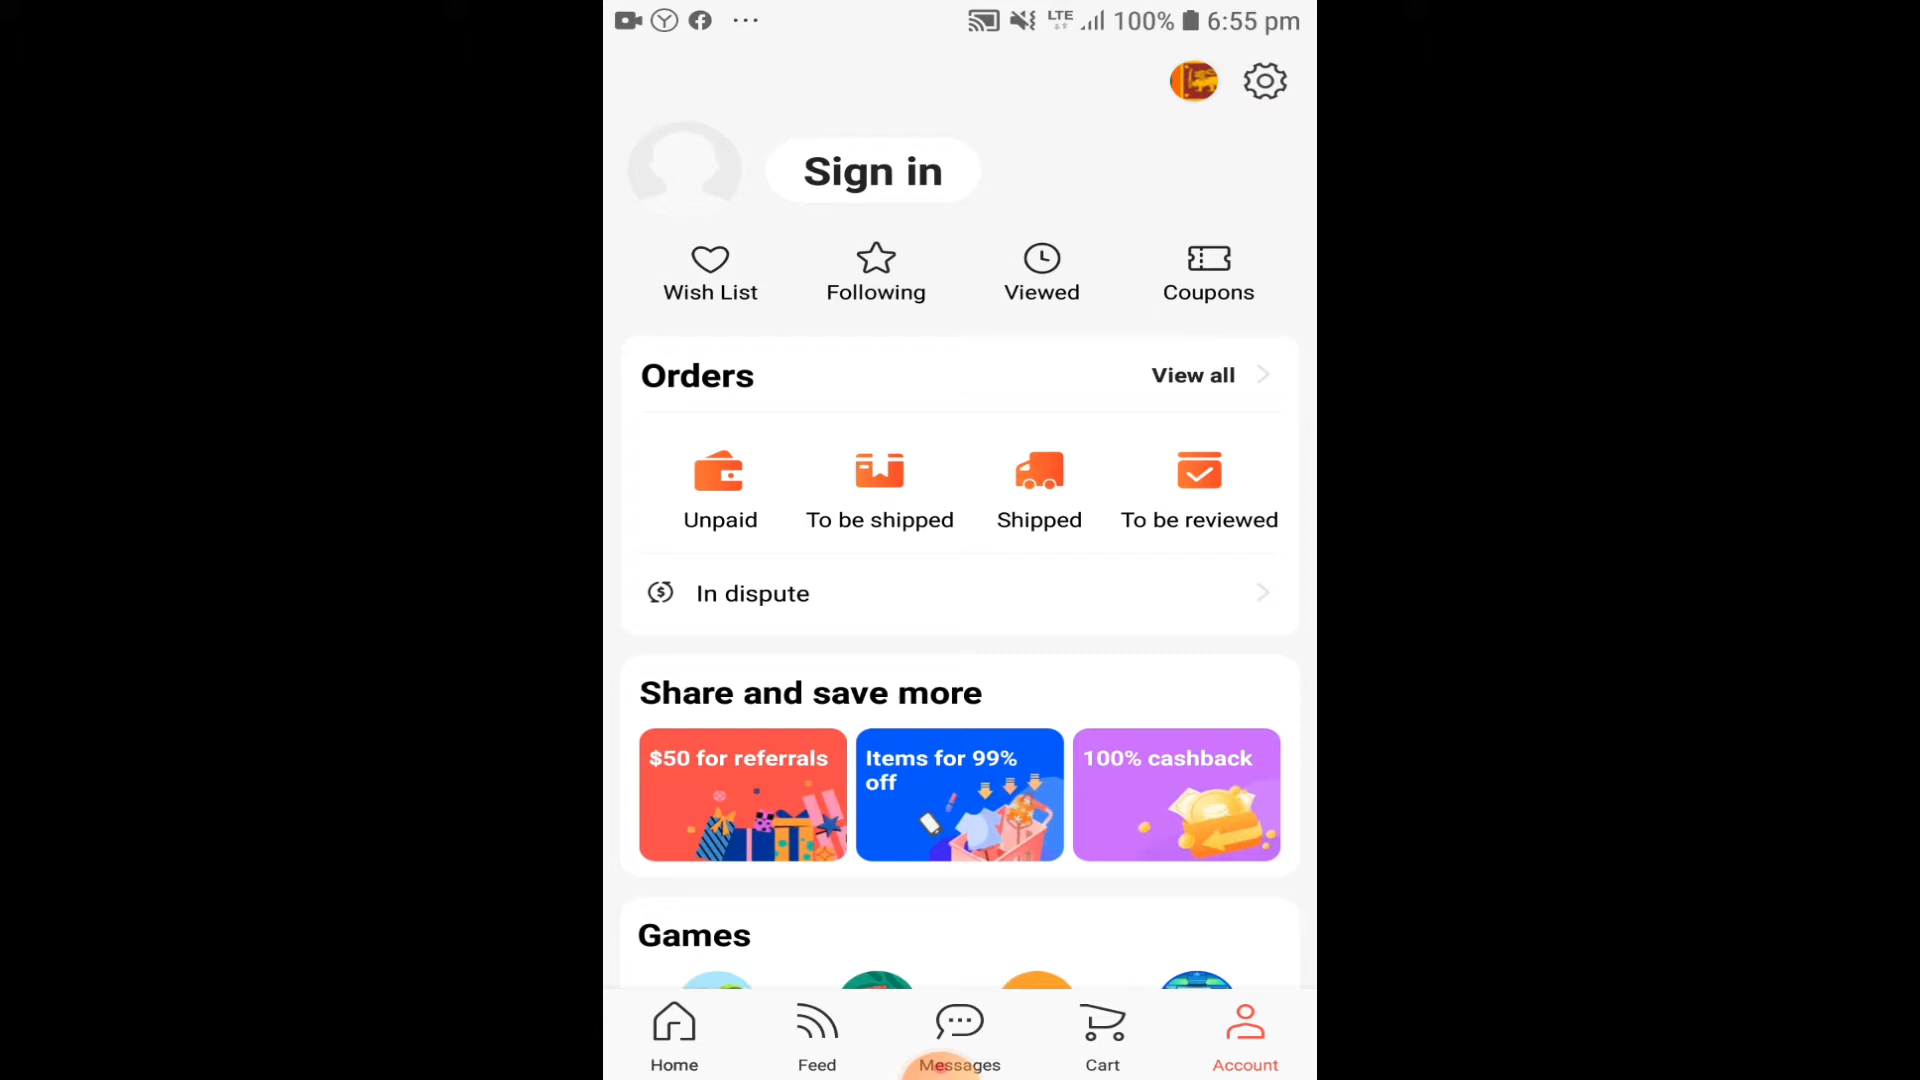 LTE 100% 6:55 pm
Sign in
Wish List Following Viewed Coupons
Orders View all
Unpaid To be shipped Shipped To be reviewed
In dispute
Share and save more
$50 for referrals
Items for 99%
off
100% cashback
Games
Home Feed Messages Cart Account